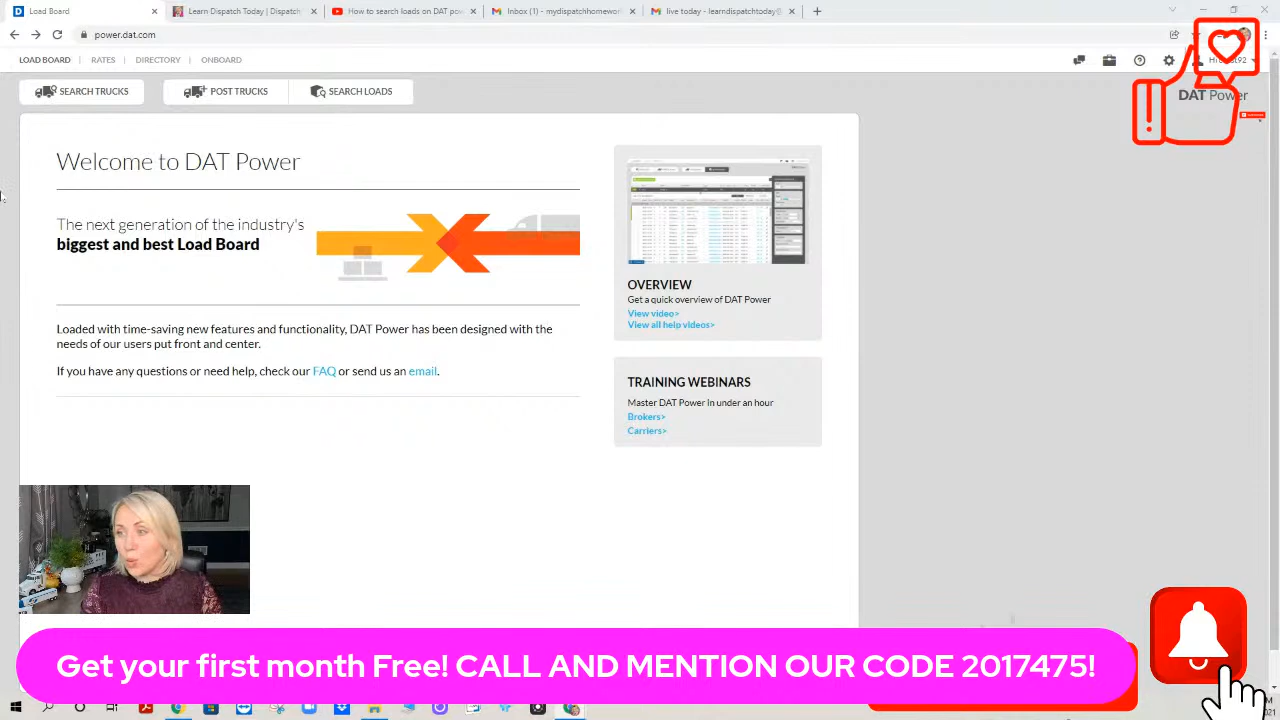 Load Board
Learn Dispatch Today | Dispatch
How to search loads on DAT pow
Inbox (1) - mydispatchhomewor
live today - learndispatchtoday@
power.dat.com
LOAD BOARD
RATES
DIRECTORY
ONBOARD
SEARCH TRUCKS
POST TRUCKS
SEARCH LOADS
DAT Power
Welcome to DAT Power
The next generation of the industry's
biggest and best Load Board
Loaded with time-saving new features and functionality, DAT Power has been designed with the
needs of our users put front and center.
If you have any questions or need help, check our FAQ or send us an email.
OVERVIEW
Get a quick overview of DAT Power
View video>
View all help videos>
TRAINING WEBINARS
Master DAT Power in under an hour
Brokers>
Carriers>
Get your first month Free! CALL AND MENTION OUR CODE 2017475!